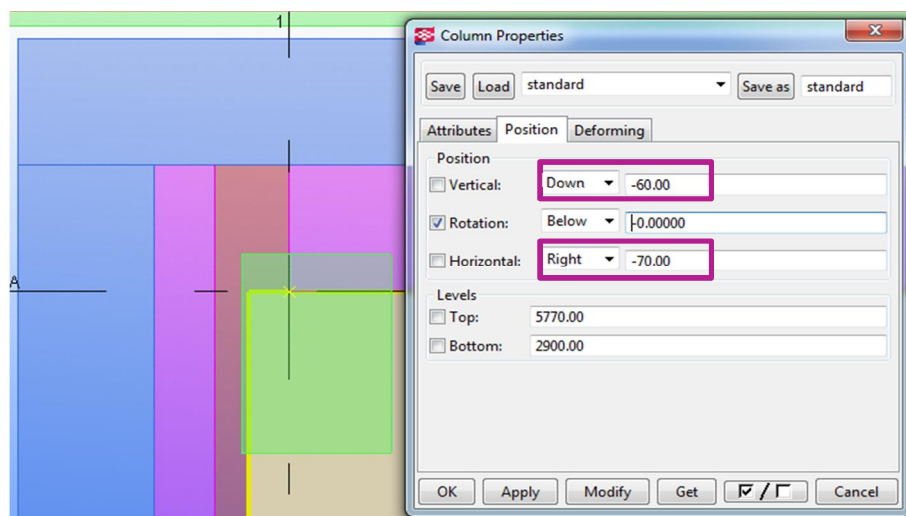 1
A
Column Properties
Save Load standard Save as standard
Attributes Position Deforming
Position
Vertical: Down -60.00
Rotation: Below -0.00000
Horizontal: Right -70.00
Levels
Top: 5770.00
Bottom: 2900.00
OK Apply Modify Get / Cancel